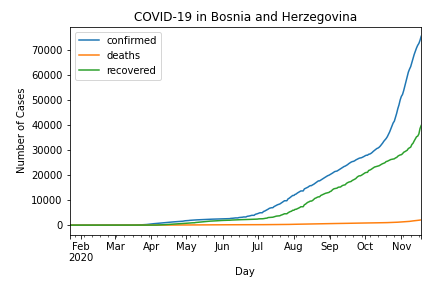 COVID-19 in Bosnia and Herzegovina
confirmed
deaths
recovered
Number of Cases
70000
60000
50000
40000
30000
20000
10000
0
Feb Mar Apr May Jun Jul Aug Sep Oct Nov
2020
Day